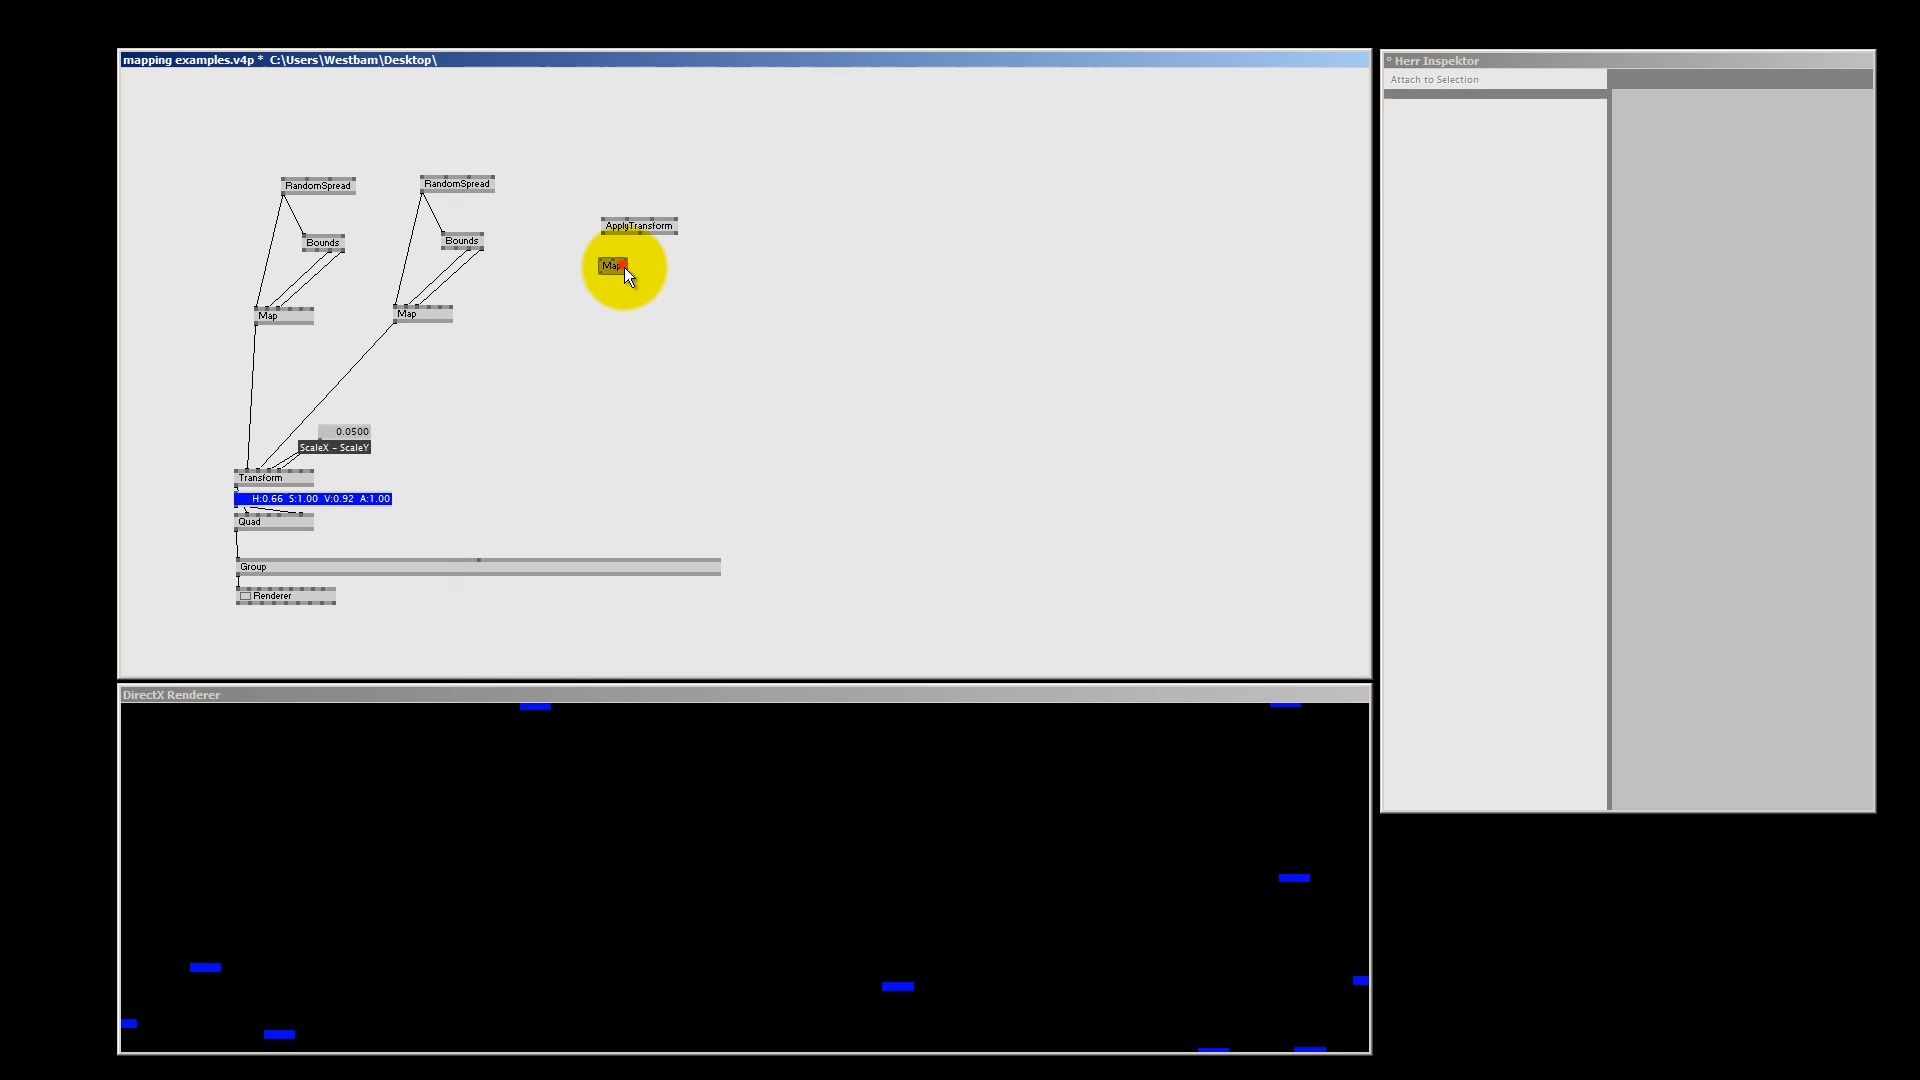 mapping examples.v4p *  C:\Users\Westbam\Desktop\
° Herr Inspektor
Attach to Selection
RandomSpread
RandomSpread
ApplyTransform
Bounds
Bounds
Map
Map
Map
0.0500
ScaleX - ScaleY
Transform
H:0.66  S:1.00  V:0.92  A:1.00
Quad
Group
Renderer
DirectX Renderer